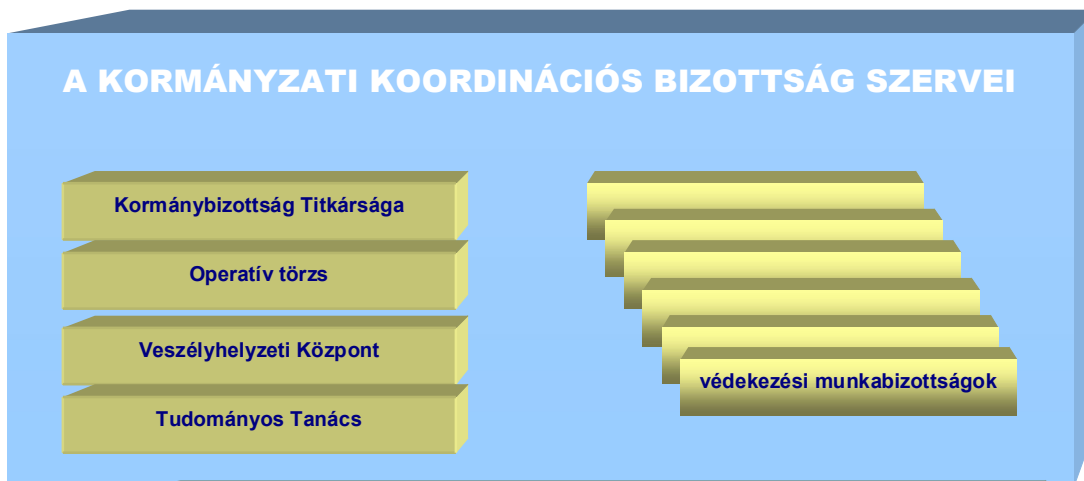 A KORMÁNYZATI KOORDINÁCIÓS BIZOTTSÁG SZERVEI
Kormánybizottság Titkársága
Operatív törzs
Veszélyhelyzeti Központ
Tudományos Tanács
védekezési munkabizottságok